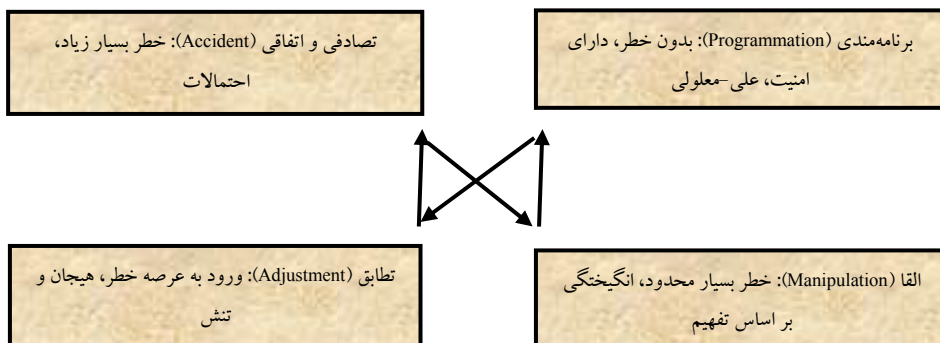 برنامه‌مندی (Programmation): بدون خطر، دارای
امنیت، علی-معلولی
تصادفی و اتفاقی (Accident): خطر بسیار زیاد،
احتمالات
القا (Manipulation): خطر بسیار محدود، انگیختگی
بر اساس تفهیم
تطابق (Adjustment): ورود به عرصه خطر، هیجان و
تنش